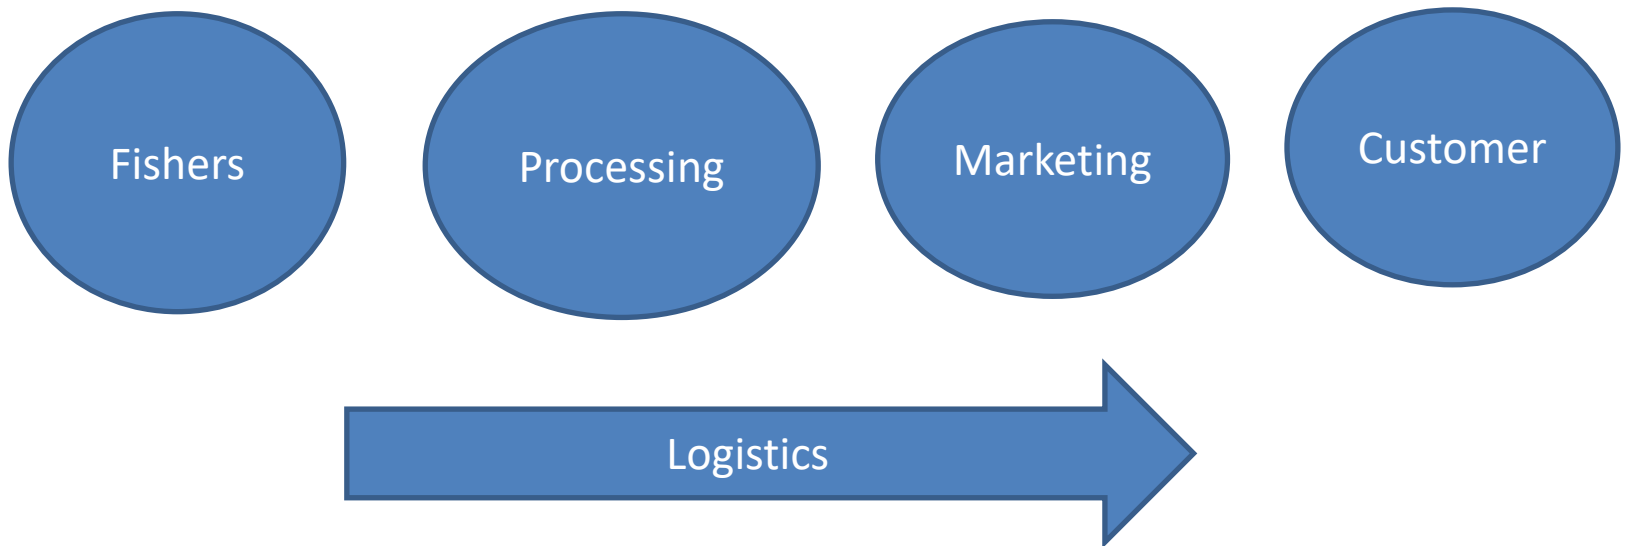 Fishers
Processing
Marketing
Customer
Logistics